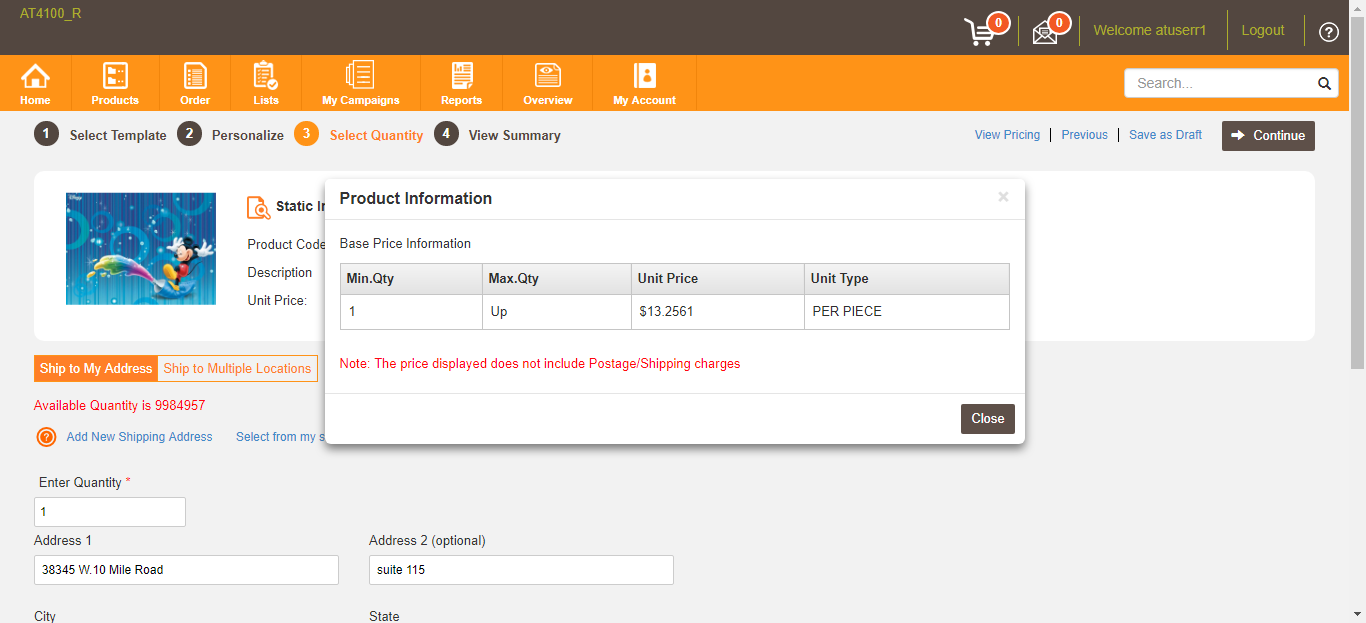 AT4100_R
0
0
Welcome atuserr1
Logout
?
Home
Products
Order
Lists
My Campaigns
Reports
Overview
My Account
Search...
1 Select Template 2 Personalize 3 Select Quantity 4 View Summary
View Pricing Previous Save as Draft Continue
Disney
Static
Product Code
Description
Unit Price:
Product Information ×
Base Price Information
Min.Qty Max.Qty Unit Price Unit Type
1 Up $13.2561 PER PIECE
Note: The price displayed does not include Postage/Shipping charges
Close
Ship to My Address Ship to Multiple Locations
Available Quantity is 9984957
? Add New Shipping Address Select from my
Enter Quantity *
1
Address 1 Address 2 (optional)
38345 W.10 Mile Road suite 115
City State